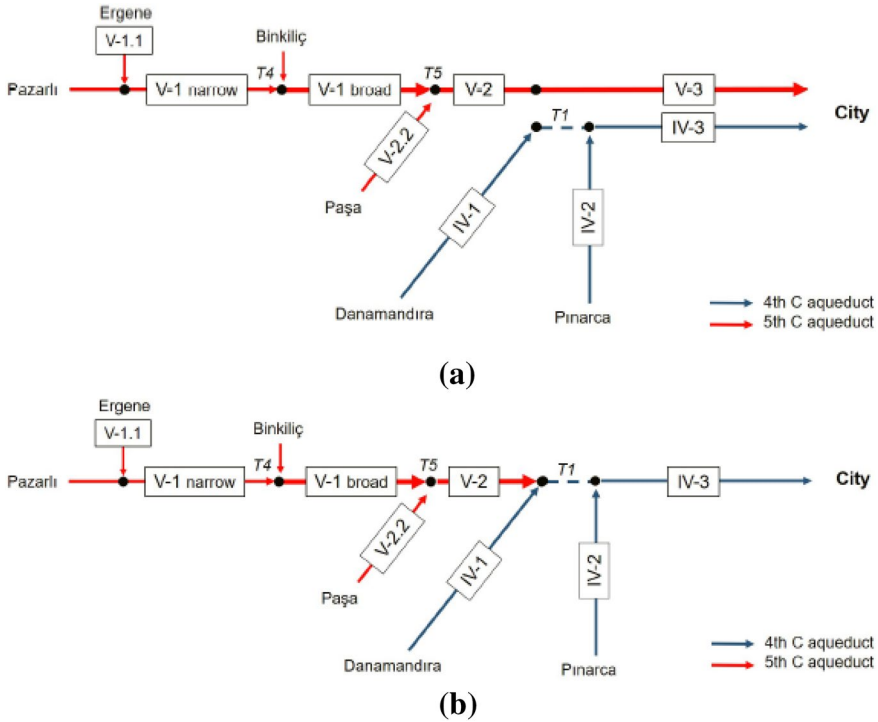 Ergene
V-1.1
Binkiliç
T4
T5
Pazarlı
V-1 narrow
V-1 broad
V-2
V-3
City
T1
IV-3
V-2.2
Paşa
IV-1
IV-2
Danamandıra
Pınarca
4th C aqueduct
5th C aqueduct
(a)
Ergene
V-1.1
Binkiliç
T4
T5
T1
Pazarlı
V-1 narrow
V-1 broad
V-2
IV-3
City
V-2.2
Paşa
IV-1
IV-2
Danamandıra
Pınarca
4th C aqueduct
5th C aqueduct
(b)